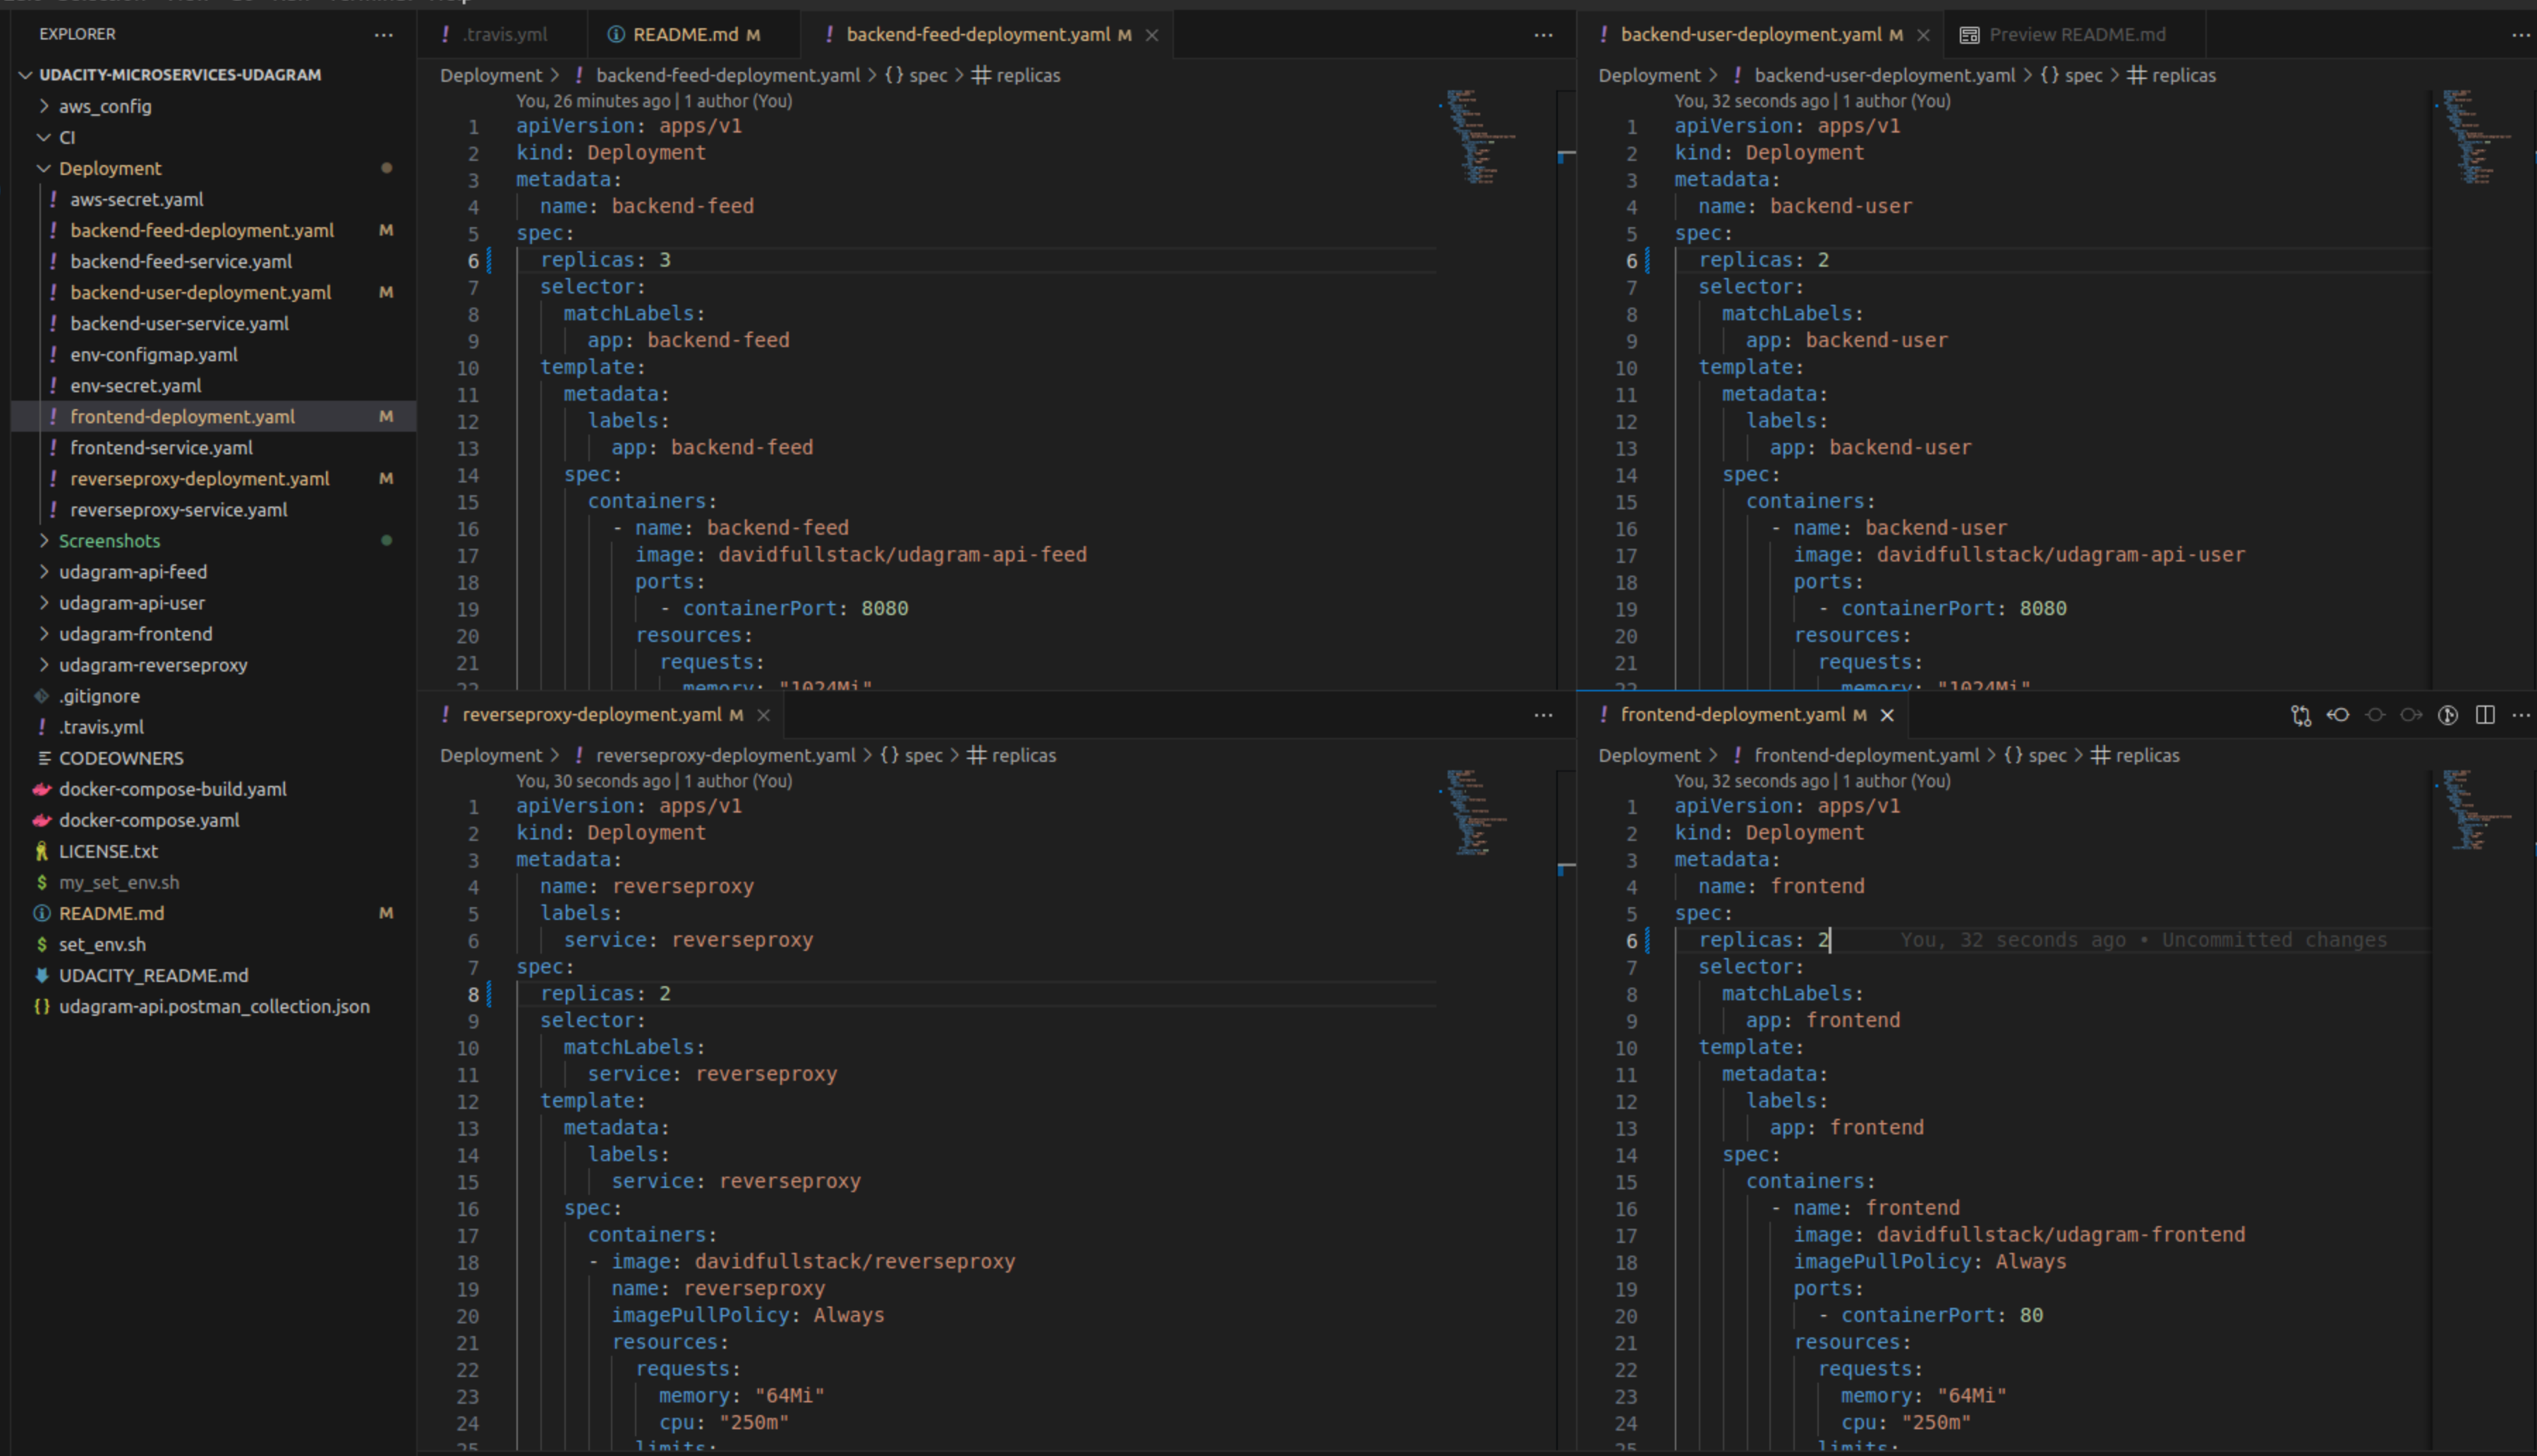 EXPLORER
UDACITY-MICROSERVICES-UDAGRAM
aws_config
CI
Deployment
aws-secret.yaml
backend-feed-deployment.yaml M
backend-feed-service.yaml
backend-user-deployment.yaml M
backend-user-service.yaml
env-configmap.yaml
env-secret.yaml
frontend-deployment.yaml M
frontend-service.yaml
reverseproxy-deployment.yaml M
reverseproxy-service.yaml
Screenshots
udagram-api-feed
udagram-api-user
udagram-frontend
udagram-reverseproxy
.gitignore
.travis.yml
CODEOWNERS
docker-compose-build.yaml
docker-compose.yaml
LICENSE.txt
my_set_env.sh
README.md M
set_env.sh
UDACITY_README.md
udagram-api.postman_collection.json
.travis.yml README.md M backend-feed-deployment.yaml M
Deployment > ! backend-feed-deployment.yaml > {} spec > # replicas
You, 26 minutes ago | 1 author (You)
1 apiVersion: apps/v1
2 kind: Deployment
3 metadata:
4 name: backend-feed
5 spec:
6 replicas: 3
7 selector:
8 matchLabels:
9 app: backend-feed
10 template:
11 metadata:
12 labels:
13 app: backend-feed
14 spec:
15 containers:
16 - name: backend-feed
17 image: davidfullstack/udagram-api-feed
18 ports:
19 - containerPort: 8080
20 resources:
21 requests:
22 memory: "1024Mi"
backend-user-deployment.yaml M Preview README.md
Deployment > ! backend-user-deployment.yaml > {} spec > # replicas
You, 32 seconds ago | 1 author (You)
1 apiVersion: apps/v1
2 kind: Deployment
3 metadata:
4 name: backend-user
5 spec:
6 replicas: 2
7 selector:
8 matchLabels:
9 app: backend-user
10 template:
11 metadata:
12 labels:
13 app: backend-user
14 spec:
15 containers:
16 - name: backend-user
17 image: davidfullstack/udagram-api-user
18 ports:
19 - containerPort: 8080
20 resources:
21 requests:
22 memory: "1024Mi"
reverseproxy-deployment.yaml M
Deployment > ! reverseproxy-deployment.yaml > {} spec > # replicas
You, 30 seconds ago | 1 author (You)
1 apiVersion: apps/v1
2 kind: Deployment
3 metadata:
4 name: reverseproxy
5 labels:
6 service: reverseproxy
7 spec:
8 replicas: 2
9 selector:
10 matchLabels:
11 service: reverseproxy
12 template:
13 metadata:
14 labels:
15 service: reverseproxy
16 spec:
17 containers:
18 - image: davidfullstack/reverseproxy
19 name: reverseproxy
20 imagePullPolicy: Always
21 resources:
22 requests:
23 memory: "64Mi"
24 cpu: "250m"
25 limits:
frontend-deployment.yaml M
Deployment > ! frontend-deployment.yaml > {} spec > # replicas
You, 32 seconds ago | 1 author (You)
1 apiVersion: apps/v1
2 kind: Deployment
3 metadata:
4 name: frontend
5 spec:
6 replicas: 2 You, 32 seconds ago • Uncommitted changes
7 selector:
8 matchLabels:
9 app: frontend
10 template:
11 metadata:
12 labels:
13 app: frontend
14 spec:
15 containers:
16 - name: frontend
17 image: davidfullstack/udagram-frontend
18 imagePullPolicy: Always
19 ports:
20 - containerPort: 80
21 resources:
22 requests:
23 memory: "64Mi"
24 cpu: "250m"
25 limits: